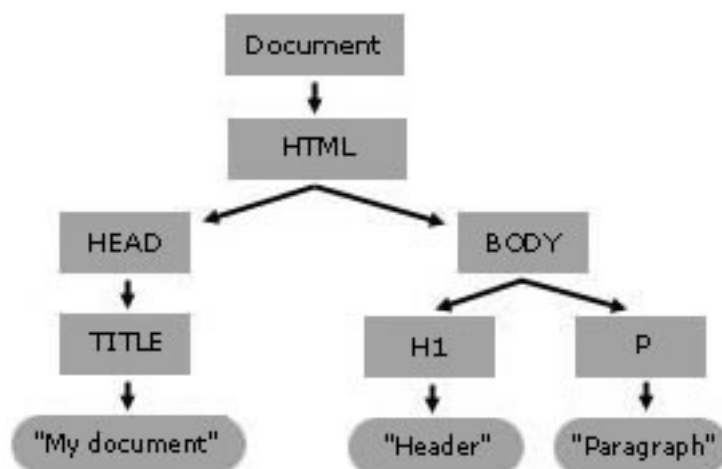 Document
HTML
HEAD
BODY
TITLE
H1
P
"My document"
"Header"
"Paragraph"